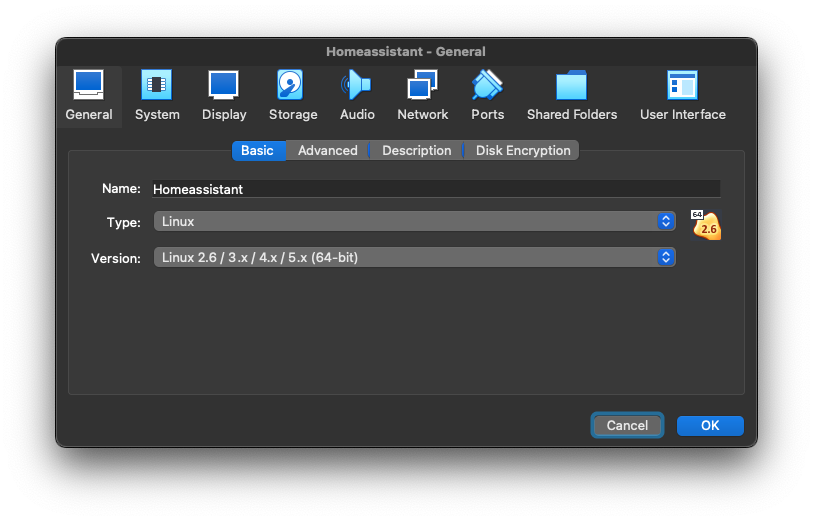 Homeassistant - General
General System Display Storage Audio Network Ports Shared Folders User Interface
Basic Advanced Description Disk Encryption
Name: Homeassistant
Type: Linux
64
2.6
Version: Linux 2.6 / 3.x / 4.x / 5.x (64-bit)
Cancel OK